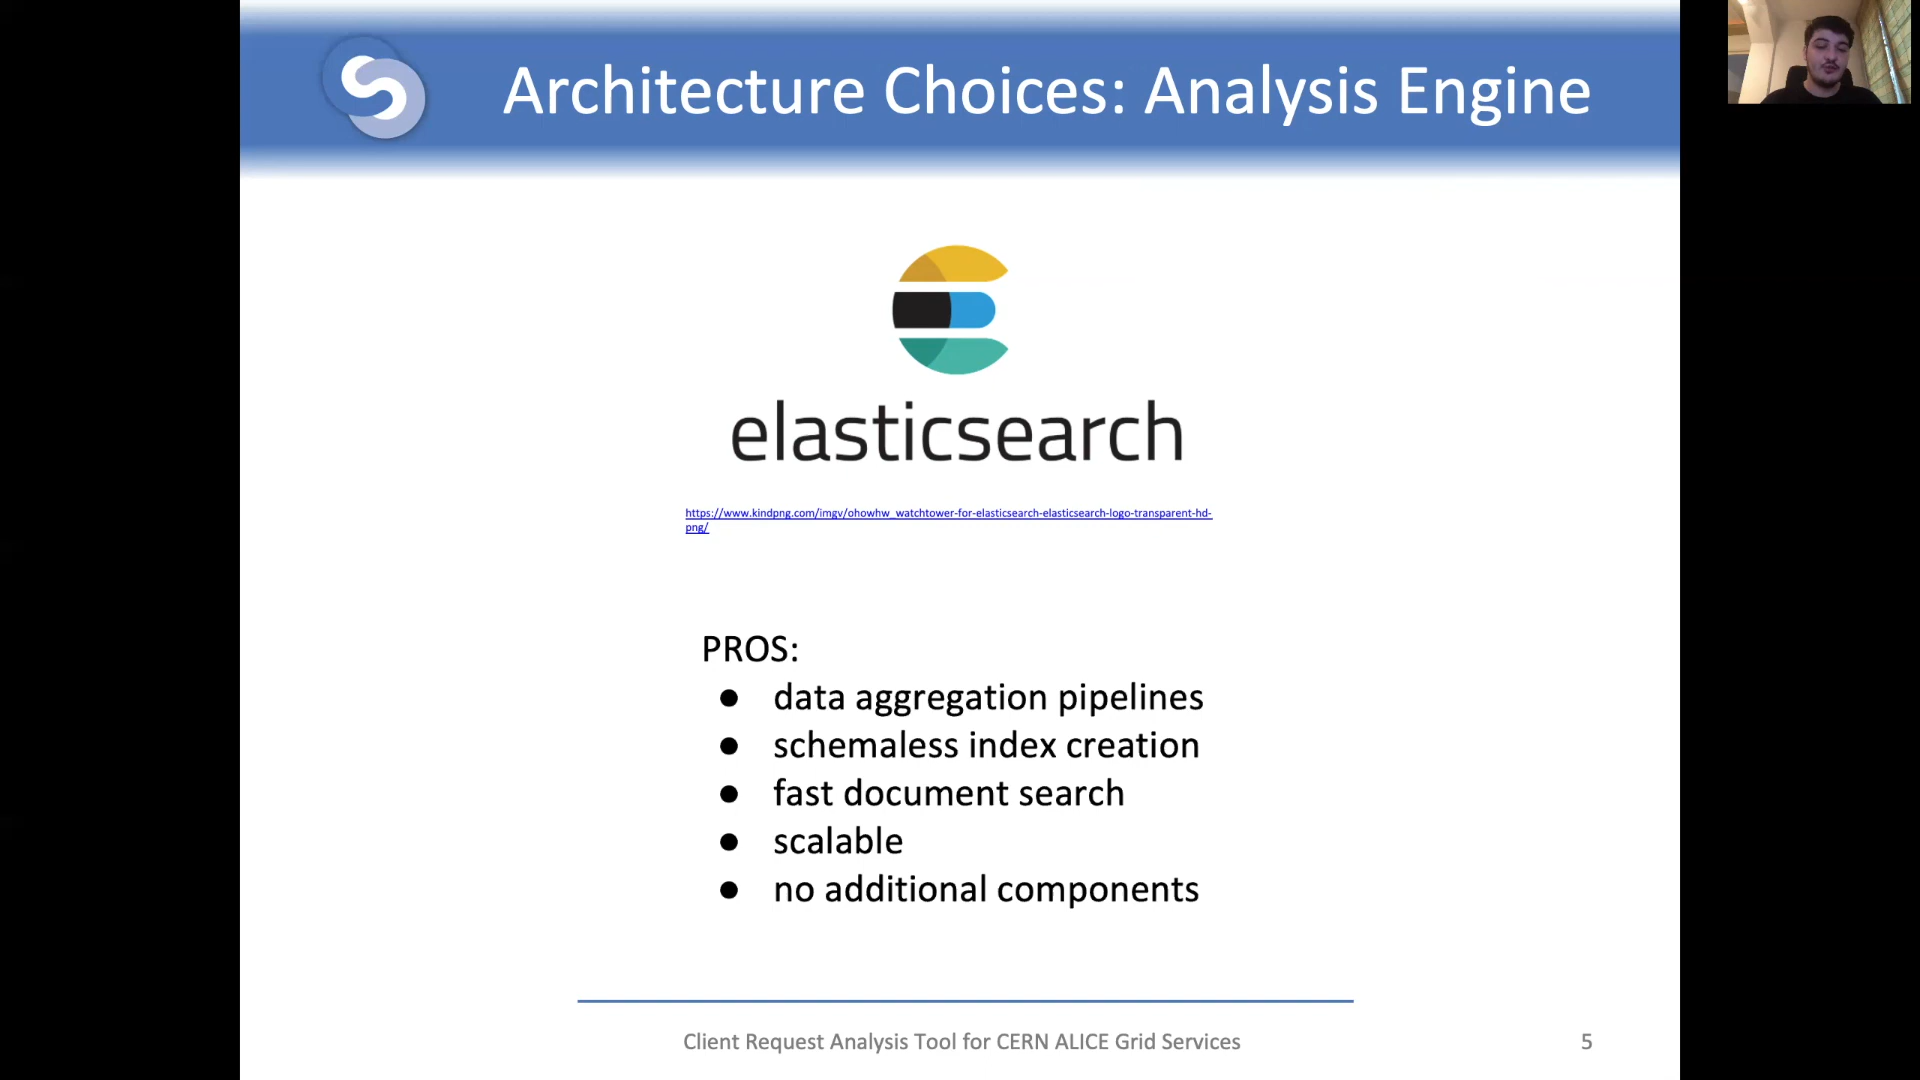 Architecture Choices: Analysis Engine
elasticsearch
https://www.kindpng.com/imgv/ohowhw_watchtower-for-elasticsearch-elasticsearch-logo-transparent-hd-
png/
PROS:
● data aggregation pipelines
● schemaless index creation
● fast document search
● scalable
● no additional components
Client Request Analysis Tool for CERN ALICE Grid Services
5